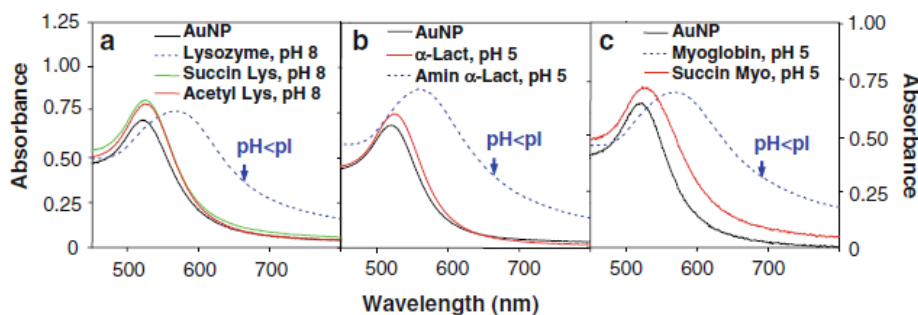 1.25
1.00
0.75
0.50
0.25
0
Absorbance
a
AuNP
Lysozyme, pH 8
Succin Lys, pH 8
Acetyl Lys, pH 8
pH<pI
500 600 700
b
AuNP
α-Lact, pH 5
Amin α-Lact, pH 5
pH<pI
500 600 700
c
AuNP
Myoglobin, pH 5
Succin Myo, pH 5
pH<pI
500 600 700
1.00
0.75
0.50
0.25
0
Absorbance
Wavelength (nm)